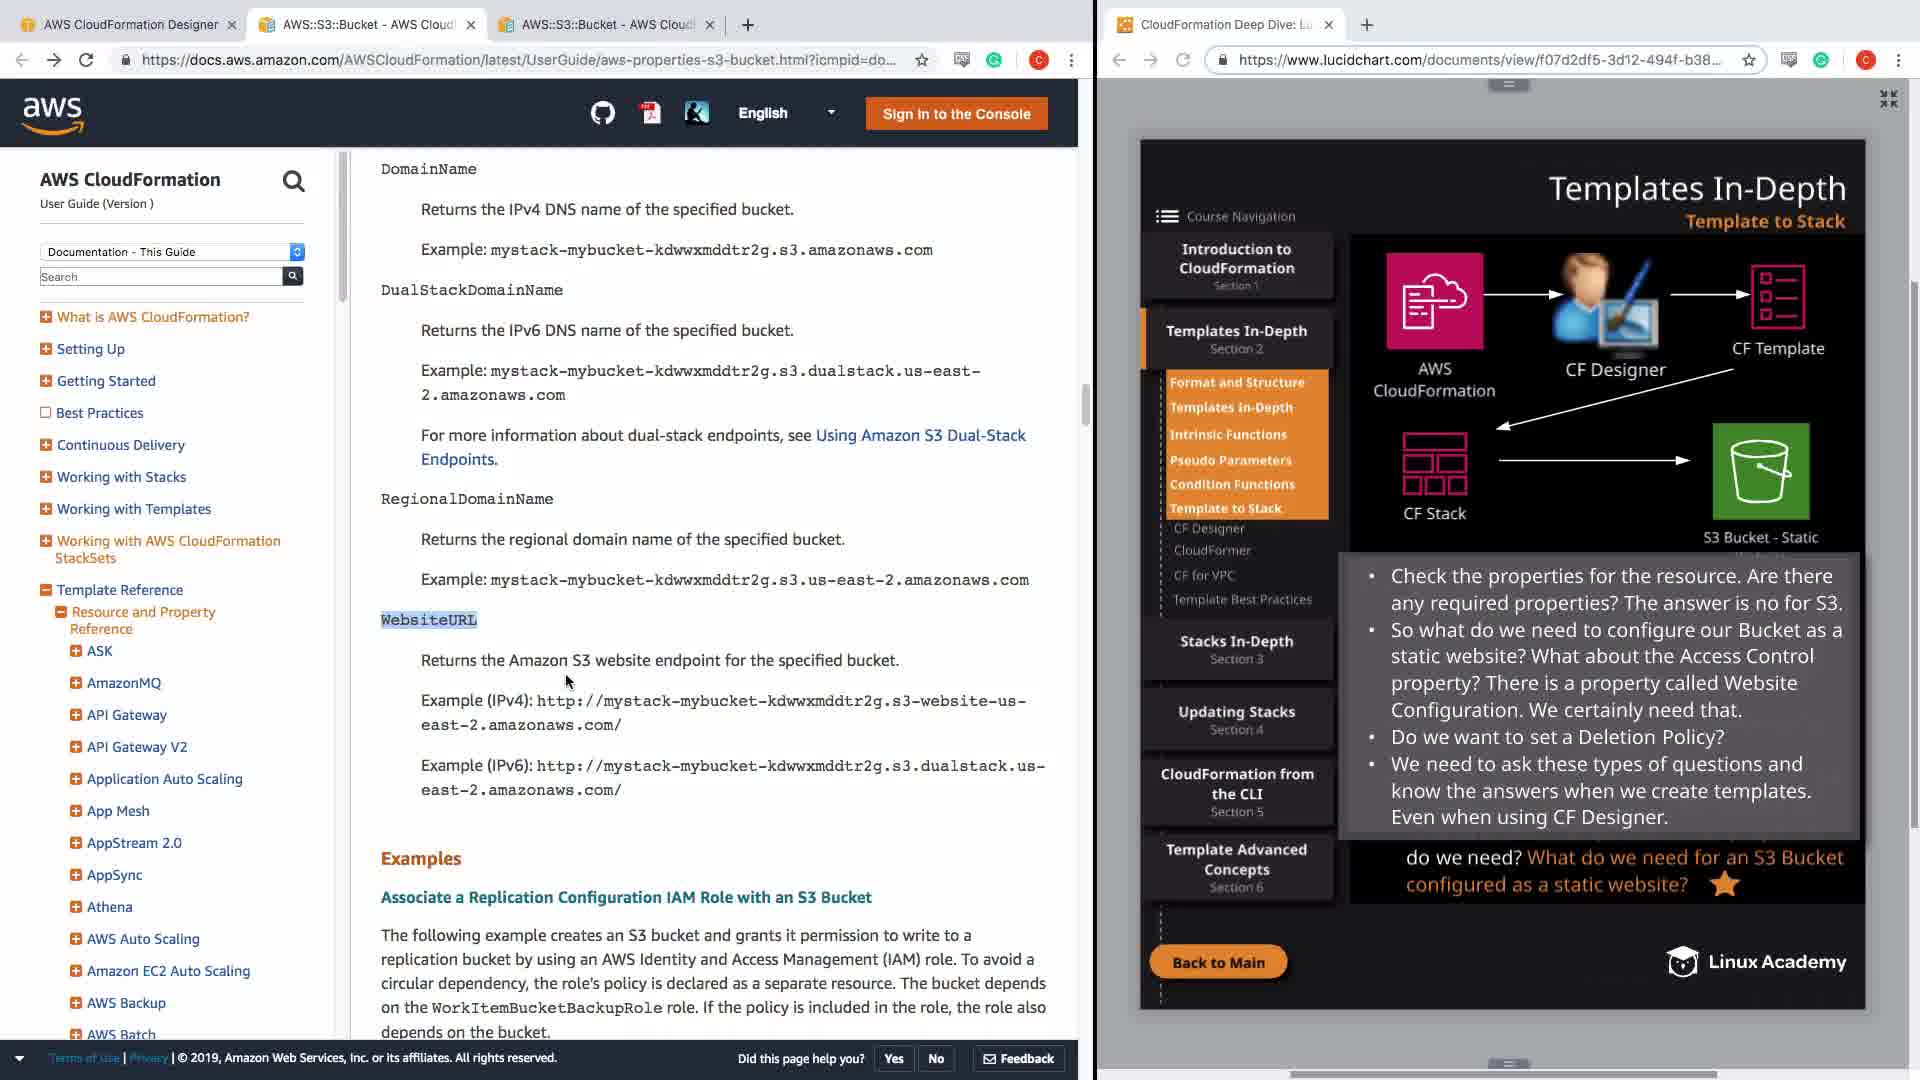 AWS CloudFormation Designer
AWS::S3::Bucket - AWS Cloud
AWS::S3::Bucket - AWS Cloud
https://docs.aws.amazon.com/AWSCloudFormation/latest/UserGuide/aws-properties-s3-bucket.html?icmpid=do...
C
aws
English
Sign In to the Console
AWS CloudFormation
User Guide (Version )
Documentation - This Guide
Search
What is AWS CloudFormation?
Setting Up
Getting Started
Best Practices
Continuous Delivery
Working with Stacks
Working with Templates
Working with AWS CloudFormation
StackSets
Template Reference
Resource and Property
Reference
ASK
AmazonMQ
API Gateway
API Gateway V2
Application Auto Scaling
App Mesh
AppStream 2.0
AppSync
Athena
AWS Auto Scaling
Amazon EC2 Auto Scaling
AWS Backup
AWS Batch
DomainName
Returns the IPv4 DNS name of the specified bucket.
Example: mystack-mybucket-kdwwxmddtr2g.s3.amazonaws.com
DualStackDomainName
Returns the IPv6 DNS name of the specified bucket.
Example: mystack-mybucket-kdwwxmddtr2g.s3.dualstack.us-east-
2.amazonaws.com
For more information about dual-stack endpoints, see Using Amazon S3 Dual-Stack
Endpoints.
RegionalDomainName
Returns the regional domain name of the specified bucket.
Example: mystack-mybucket-kdwwxmddtr2g.s3.us-east-2.amazonaws.com
WebsiteURL
Returns the Amazon S3 website endpoint for the specified bucket.
Example (IPv4): http://mystack-mybucket-kdwwxmddtr2g.s3-website-us-
east-2.amazonaws.com/
Example (IPv6): http://mystack-mybucket-kdwwxmddtr2g.s3.dualstack.us-
east-2.amazonaws.com/
Examples
Associate a Replication Configuration IAM Role with an S3 Bucket
The following example creates an S3 bucket and grants it permission to write to a
replication bucket by using an AWS Identity and Access Management (IAM) role. To avoid a
circular dependency, the role's policy is declared as a separate resource. The bucket depends
on the WorkItemBucketBackupRole role. If the policy is included in the role, the role also
depends on the bucket.
Terms of Use | Privacy | © 2019, Amazon Web Services, Inc. or its affiliates. All rights reserved.
Did this page help you?
Yes
No
Feedback
CloudFormation Deep Dive: Lu
https://www.lucidchart.com/documents/view/f07d2df5-3d12-494f-b38...
C
Templates In-Depth
Template to Stack
Course Navigation
Introduction to
CloudFormation
Section 1
Templates In-Depth
Section 2
Format and Structure
Templates In-Depth
Intrinsic Functions
Pseudo Parameters
Condition Functions
Template to Stack
CF Designer
CloudFormer
CF for VPC
Template Best Practices
Stacks In-Depth
Section 3
Updating Stacks
Section 4
CloudFormation from
the CLI
Section 5
Template Advanced
Concepts
Section 6
Back to Main
AWS
CloudFormation
CF Designer
CF Template
CF Stack
S3 Bucket - Static
• Check the properties for the resource. Are there
any required properties? The answer is no for S3.
• So what do we need to configure our Bucket as a
static website? What about the Access Control
property? There is a property called Website
Configuration. We certainly need that.
• Do we want to set a Deletion Policy?
• We need to ask these types of questions and
know the answers when we create templates.
Even when using CF Designer.
do we need? What do we need for an S3 Bucket
configured as a static website?
Linux Academy